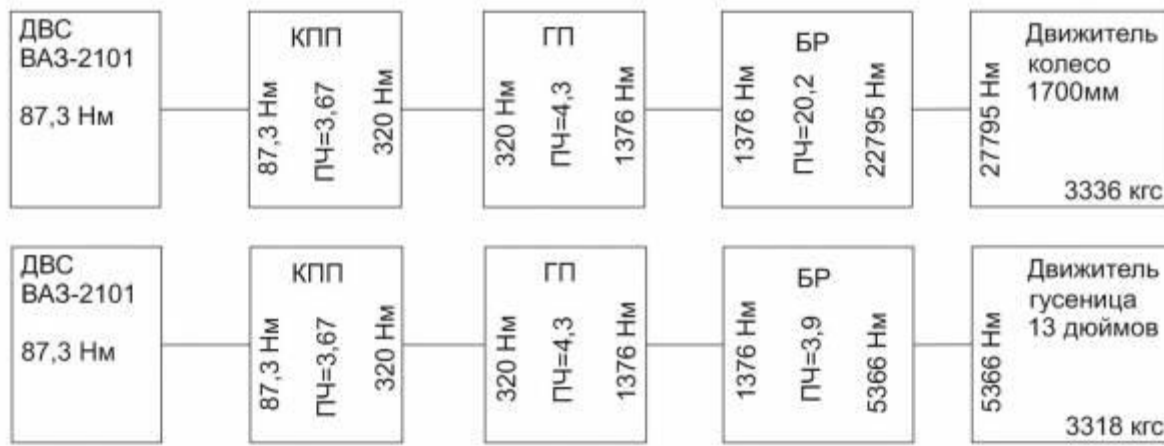 ДВС
ВАЗ-2101
87,3 Нм
КПП
87,3 Нм
ПЧ=3,67
320 Нм
ГП
320 Нм
ПЧ=4,3
1376 Нм
БР
1376 Нм
ПЧ=20,2
22795 Нм
Движитель
колесо
1700мм
27795 Нм
3336 кгс
ДВС
ВАЗ-2101
87,3 Нм
КПП
87,3 Нм
ПЧ=3,67
320 Нм
ГП
320 Нм
ПЧ=4,3
1376 Нм
БР
1376 Нм
ПЧ=3,9
5366 Нм
Движитель
гусеница
13 дюймов
5366 Нм
3318 кгс